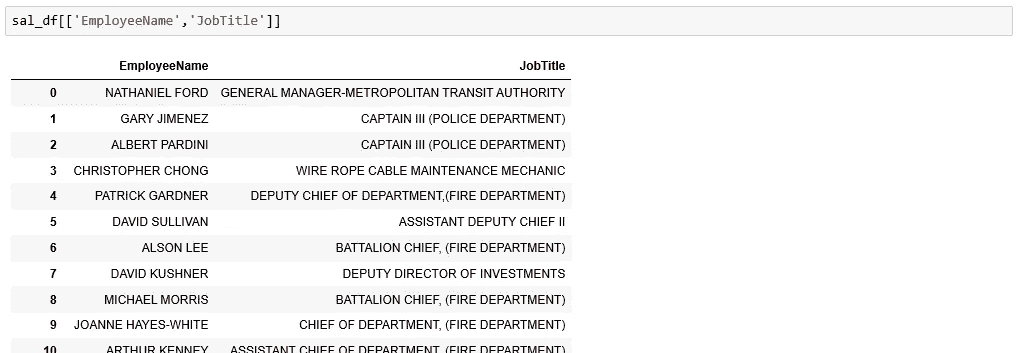 sal_df[['EmployeeName','JobTitle']]
EmployeeName JobTitle
0 NATHANIEL FORD GENERAL MANAGER-METROPOLITAN TRANSIT AUTHORITY
1 GARY JIMENEZ CAPTAIN III (POLICE DEPARTMENT)
2 ALBERT PARDINI CAPTAIN III (POLICE DEPARTMENT)
3 CHRISTOPHER CHONG WIRE ROPE CABLE MAINTENANCE MECHANIC
4 PATRICK GARDNER DEPUTY CHIEF OF DEPARTMENT,(FIRE DEPARTMENT)
5 DAVID SULLIVAN ASSISTANT DEPUTY CHIEF II
6 ALSON LEE BATTALION CHIEF, (FIRE DEPARTMENT)
7 DAVID KUSHNER DEPUTY DIRECTOR OF INVESTMENTS
8 MICHAEL MORRIS BATTALION CHIEF, (FIRE DEPARTMENT)
9 JOANNE HAYES-WHITE CHIEF OF DEPARTMENT, (FIRE DEPARTMENT)
10 ARTHUR KENNEY ASSISTANT CHIEF OF DEPARTMENT, (FIRE DEPARTMENT)